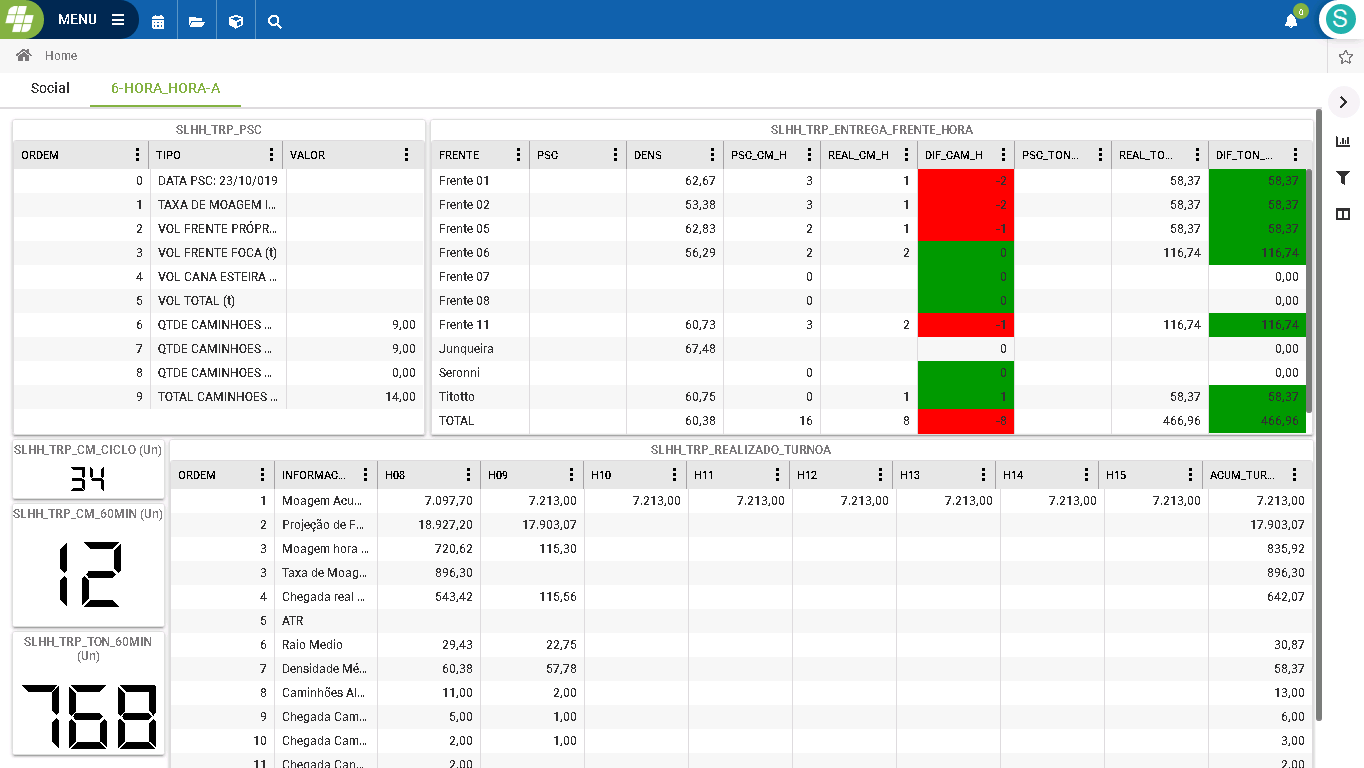 MENU
0
S
Home
Social 6-HORA_HORA-A
SLHH_TRP_PSC
ORDEM TIPO VALOR
0 DATA PSC: 23/10/019
1 TAXA DE MOAGEM I...
2 VOL FRENTE PRÓPR...
3 VOL FRENTE FOCA (t)
4 VOL CANA ESTEIRA ...
5 VOL TOTAL (t)
6 QTDE CAMINHOES ... 9,00
7 QTDE CAMINHOES ... 9,00
8 QTDE CAMINHOES ... 0,00
9 TOTAL CAMINHOES ... 14,00
SLHH_TRP_ENTREGA_FRENTE_HORA
FRENTE PSC DENS PSC_CM_H REAL_CM_H DIF_CAM_H PSC_TON... REAL_TO... DIF_TON_...
Frente 01 62,67 3 1 -2 58,37 58,37
Frente 02 53,38 3 1 -2 58,37 58,37
Frente 05 62,83 2 1 -1 58,37 58,37
Frente 06 56,29 2 2 0 116,74 116,74
Frente 07 0 0 0,00
Frente 08 0 0 0,00
Frente 11 60,73 3 2 -1 116,74 116,74
Junqueira 67,48 0 0,00
Seronni 0 0 0,00
Titotto 60,75 0 1 1 58,37 58,37
TOTAL 60,38 16 8 -8 466,96 466,96
SLHH_TRP_CM_CICLO (Un)
34
SLHH_TRP_CM_60MIN (Un)
12
SLHH_TRP_TON_60MIN
(Un)
768
SLHH_TRP_REALIZADO_TURNOA
ORDEM INFORMAC... H08 H09 H10 H11 H12 H13 H14 H15 ACUM_TUR...
1 Moagem Acu... 7.097,70 7.213,00 7.213,00 7.213,00 7.213,00 7.213,00 7.213,00 7.213,00 7.213,00
2 Projeção de F... 18.927,20 17.903,07 17.903,07
3 Moagem hora ... 720,62 115,30 835,92
3 Taxa de Moag... 896,30 896,30
4 Chegada real ... 543,42 115,56 642,07
5 ATR
6 Raio Medio 29,43 22,75 30,87
7 Densidade Mé... 60,38 57,78 58,37
8 Caminhões Al... 11,00 2,00 13,00
9 Chegada Cam... 5,00 1,00 6,00
10 Chegada Cam... 2,00 1,00 3,00
11 Chegada Can... 2,00 2,00